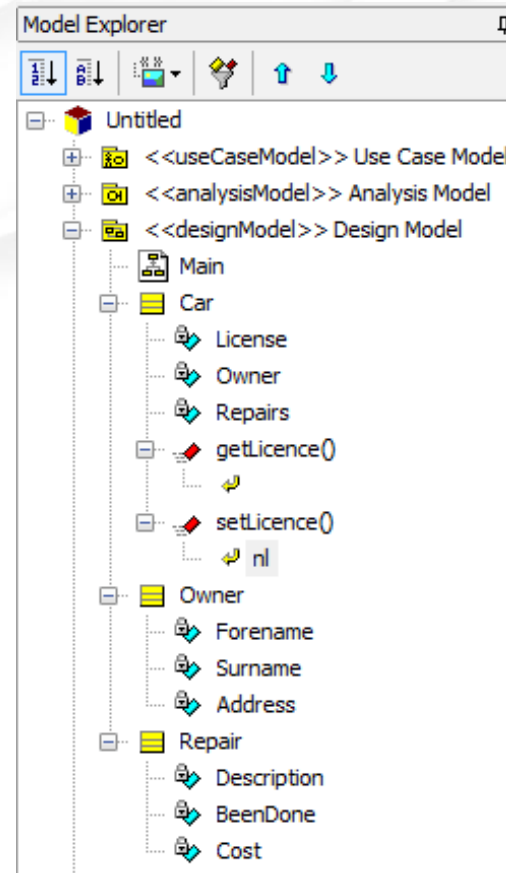 Model Explorer
Untitled
<<useCaseModel>> Use Case Model
<<analysisModel>> Analysis Model
<<designModel>> Design Model
Main
Car
License
Owner
Repairs
getLicence()
setLicence()
nl
Owner
Forename
Surname
Address
Repair
Description
BeenDone
Cost